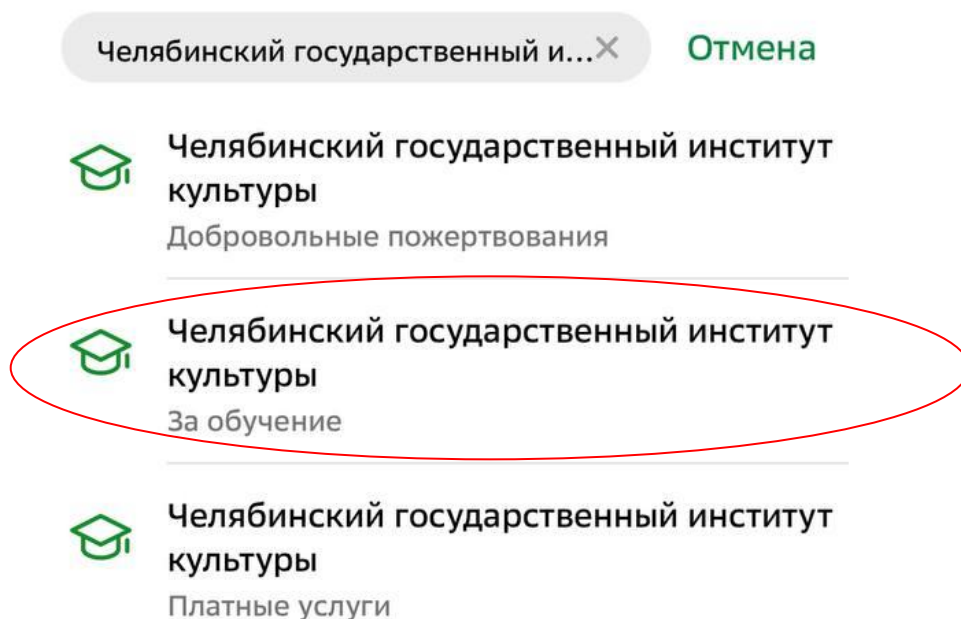 Челябинский государственный и... Отмена
Челябинский государственный институт
культуры
Добровольные пожертвования
Челябинский государственный институт
культуры
За обучение
Челябинский государственный институт
культуры
Платные услуги